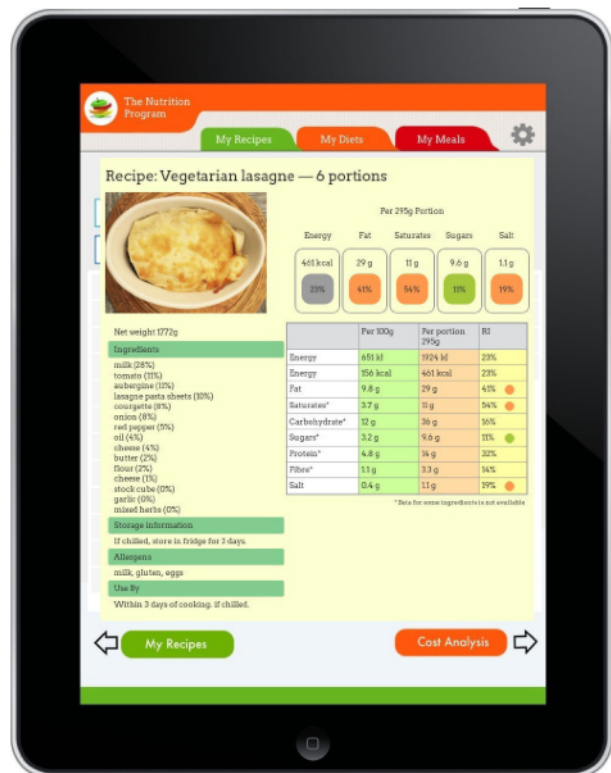 The Nutrition
Program
My Recipes
My Diets
My Meals
Recipe: Vegetarian lasagne — 6 portions
Per 295g Portion
Energy Fat Saturates Sugars Salt
461 kcal 29 g 11 g 9.6 g 1.1 g
23% 41% 54% 11% 19%
Net weight 1772g
Ingredients
milk (28%)
tomato (11%)
aubergine (11%)
lasagne pasta sheets (10%)
courgette (8%)
onion (8%)
red pepper (5%)
oil (4%)
cheese (4%)
butter (2%)
flour (2%)
cheese (1%)
stock cube (0%)
garlic (0%)
mixed herbs (0%)
Storage information
If chilled, store in fridge for 3 days.
Allergens
milk, gluten, eggs
Use By
Within 3 days of cooking. if chilled.
Per 100g Per portion RI
295g
Energy 651 kJ 1924 kJ 23%
Energy 156 kcal 461 kcal 23%
Fat 9.8 g 29 g 41%
Saturates* 3.7 g 11 g 54%
Carbohydrate* 12 g 36 g 16%
Sugars* 3.2 g 9.6 g 11%
Protein* 4.8 g 14 g 32%
Fibre* 1.1 g 3.3 g 14%
Salt 0.4 g 1.1 g 19%
* Beta for some ingredients is not available
My Recipes
Cost Analysis